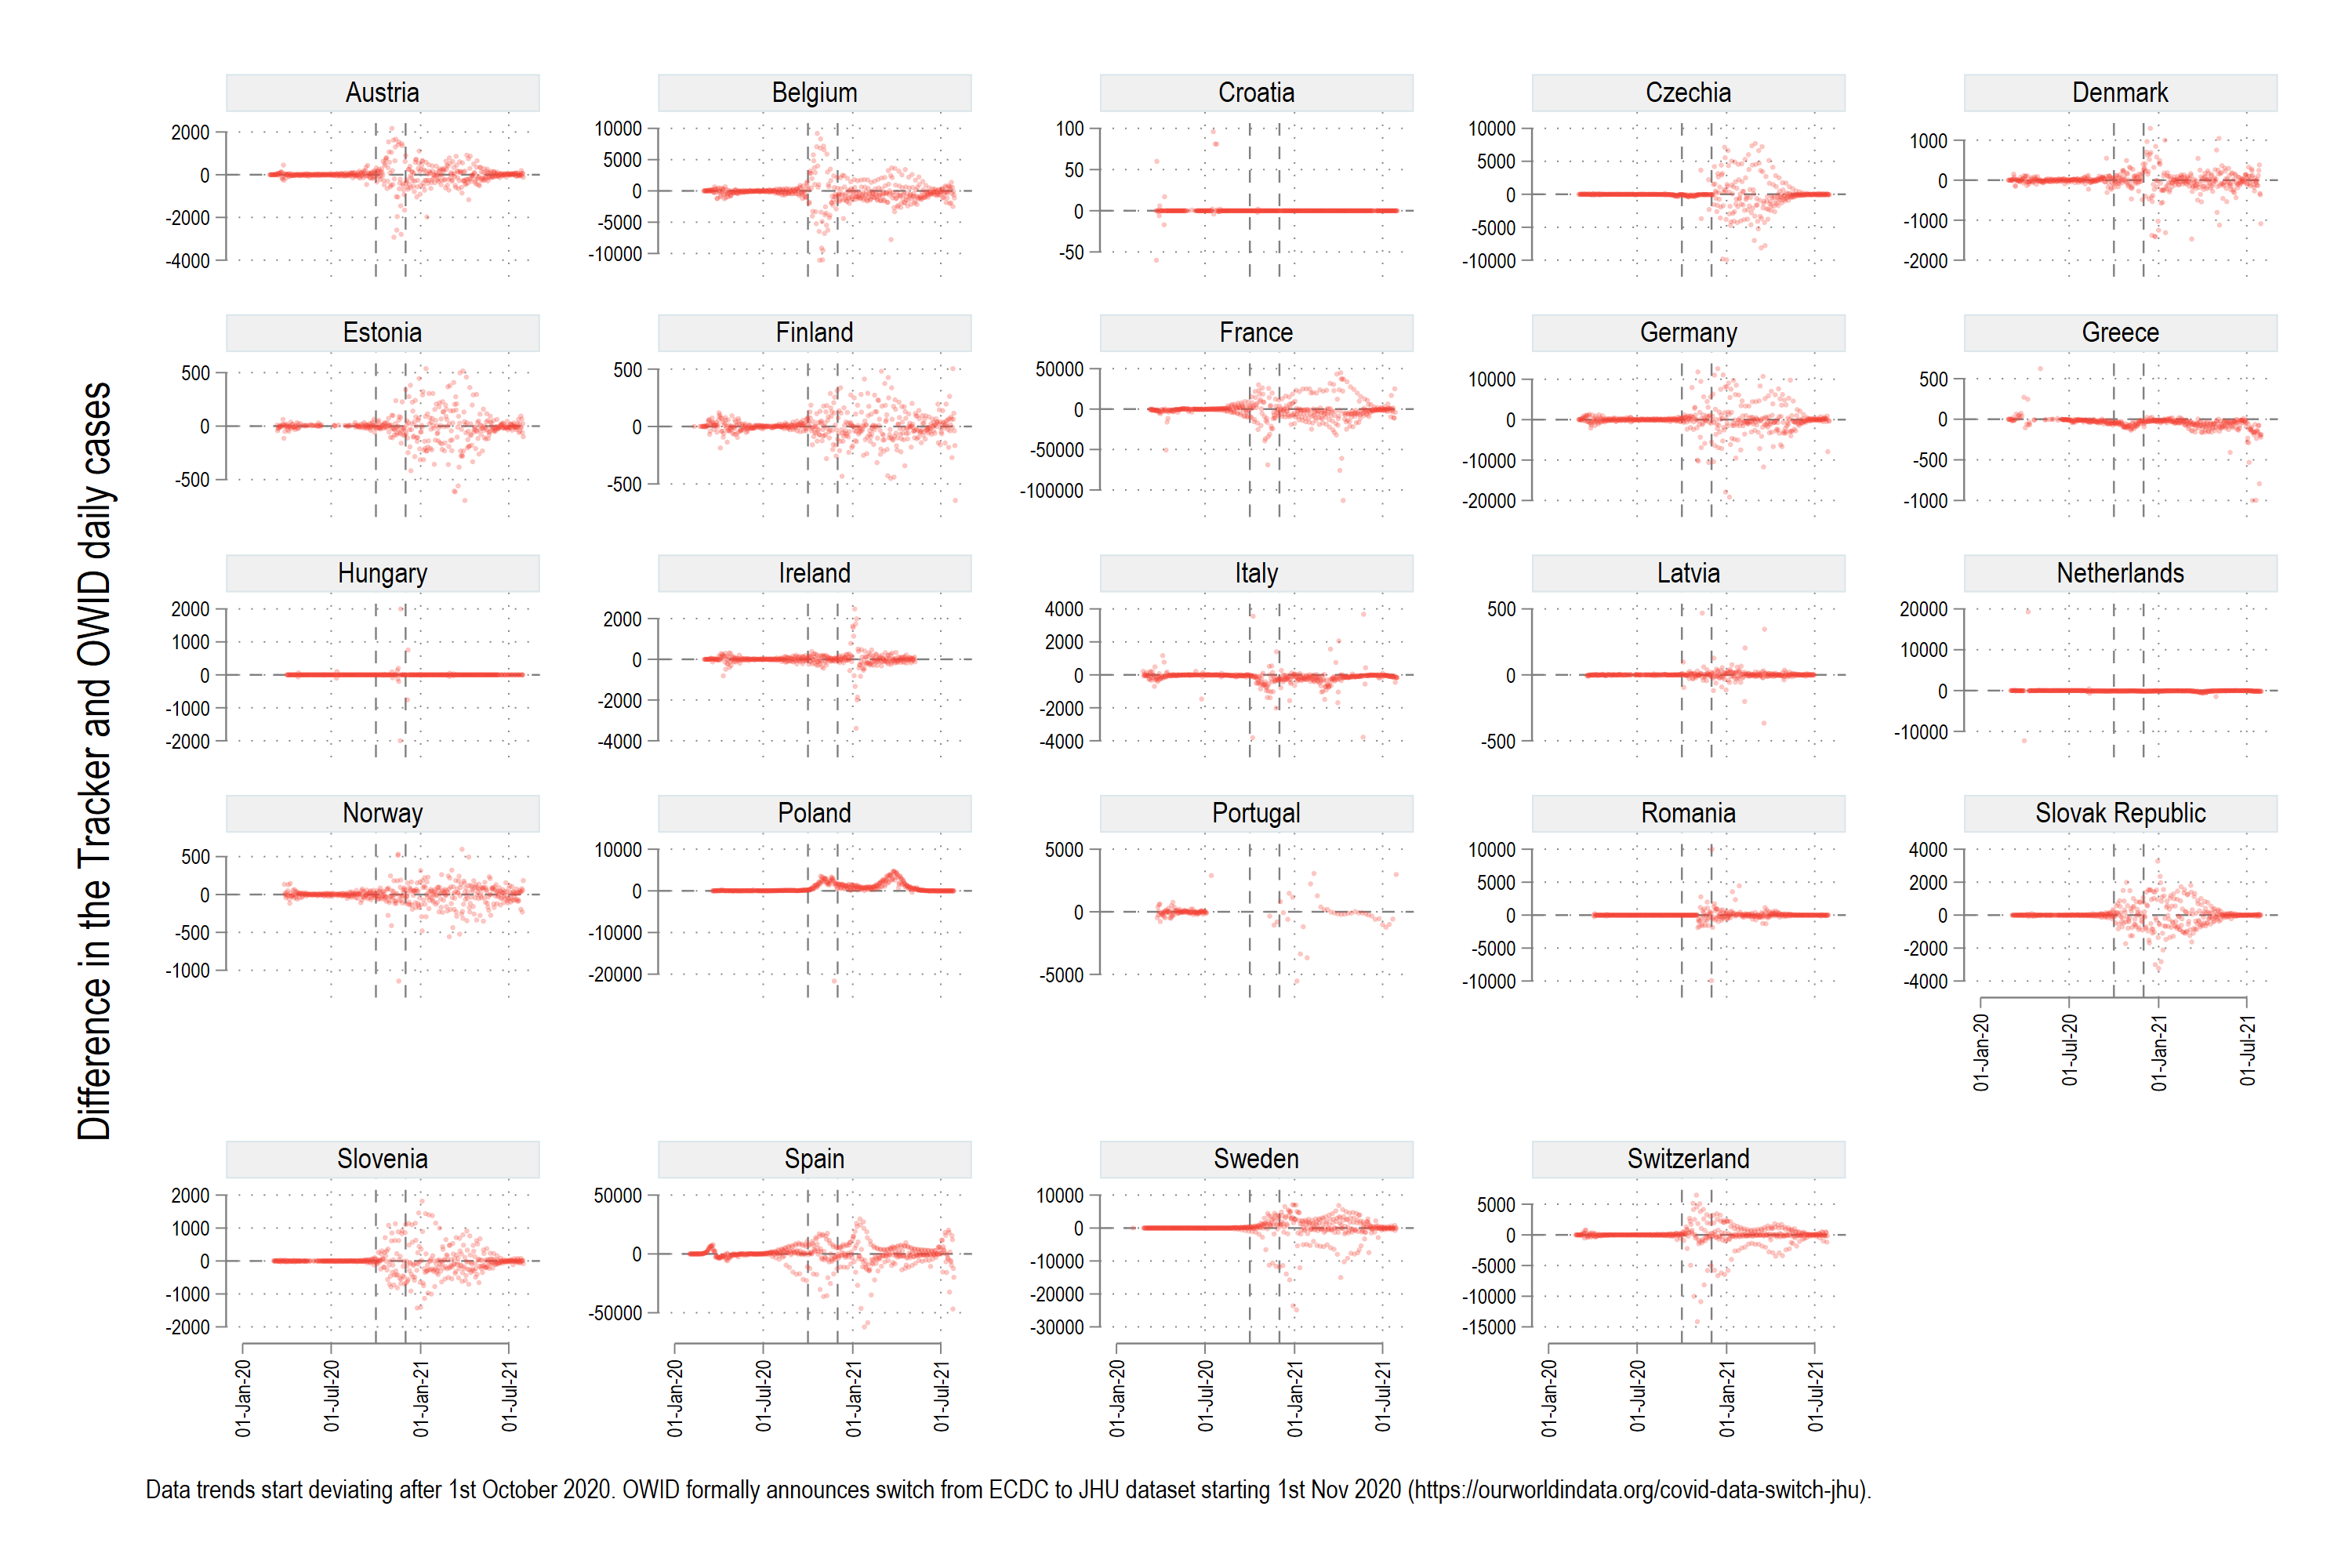 Difference in the Tracker and OWID daily cases
Austria
2000
0
-2000
-4000
Belgium
10000
5000
0
-5000
-10000
Croatia
100
50
0
-50
Czechia
10000
5000
0
-5000
-10000
Denmark
1000
0
-1000
-2000
Estonia
500
0
-500
Finland
500
0
-500
France
50000
0
-50000
-100000
Germany
10000
0
-10000
-20000
Greece
500
0
-500
-1000
Hungary
2000
1000
0
-1000
-2000
Ireland
2000
0
-2000
-4000
Italy
4000
2000
0
-2000
-4000
Latvia
500
0
-500
Netherlands
20000
10000
0
-10000
Norway
500
0
-500
-1000
Poland
10000
0
-10000
-20000
Portugal
5000
0
-5000
Romania
10000
5000
0
-5000
-10000
Slovak Republic
4000
2000
0
-2000
-4000
01-Jan-20
01-Jul-20
01-Jan-21
01-Jul-21
Slovenia
2000
1000
0
-1000
-2000
01-Jan-20
01-Jul-20
01-Jan-21
01-Jul-21
Spain
50000
0
-50000
01-Jan-20
01-Jul-20
01-Jan-21
01-Jul-21
Sweden
10000
0
-10000
-20000
-30000
01-Jan-20
01-Jul-20
01-Jan-21
01-Jul-21
Switzerland
5000
0
-5000
-10000
-15000
01-Jan-20
01-Jul-20
01-Jan-21
01-Jul-21
Data trends start deviating after 1st October 2020. OWID formally announces switch from ECDC to JHU dataset starting 1st Nov 2020 (https://ourworldindata.org/covid-data-switch-jhu).